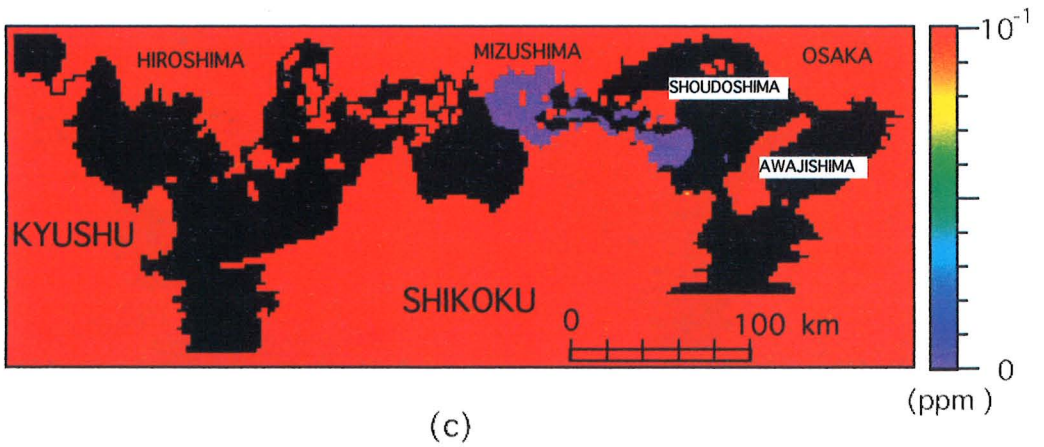 HIROSHIMA
MIZUSHIMA
OSAKA
SHOUDOSHIMA
AWAJISHIMA
KYUSHU
SHIKOKU
0 100 km
10⁻¹
0
(ppm )
(c)